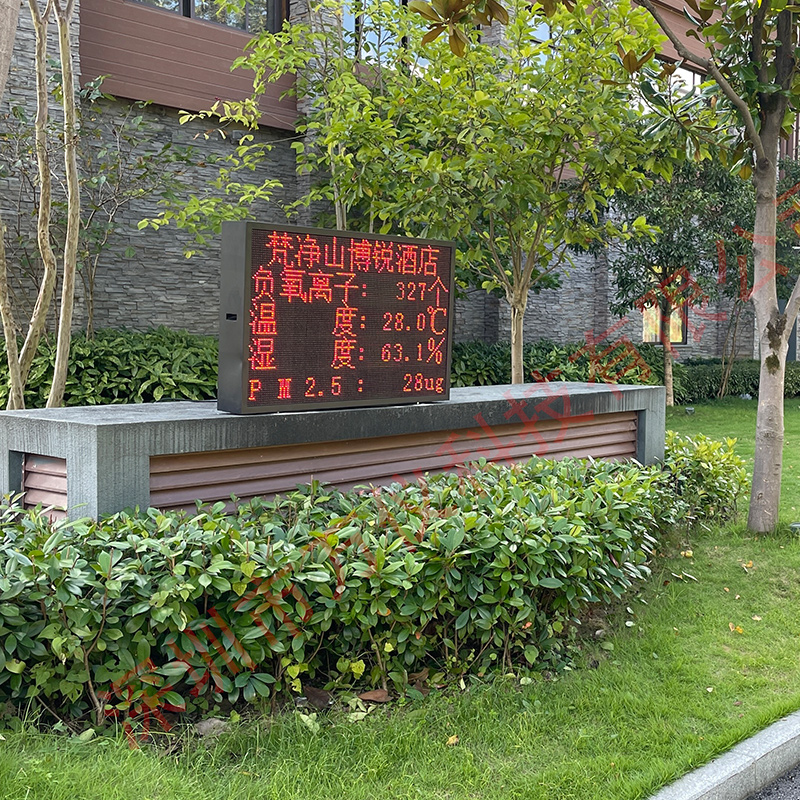 梵净山博锐酒店
负氧离子: 327个
温 度: 28.0℃
湿 度: 63.1%
PM2.5: 28ug